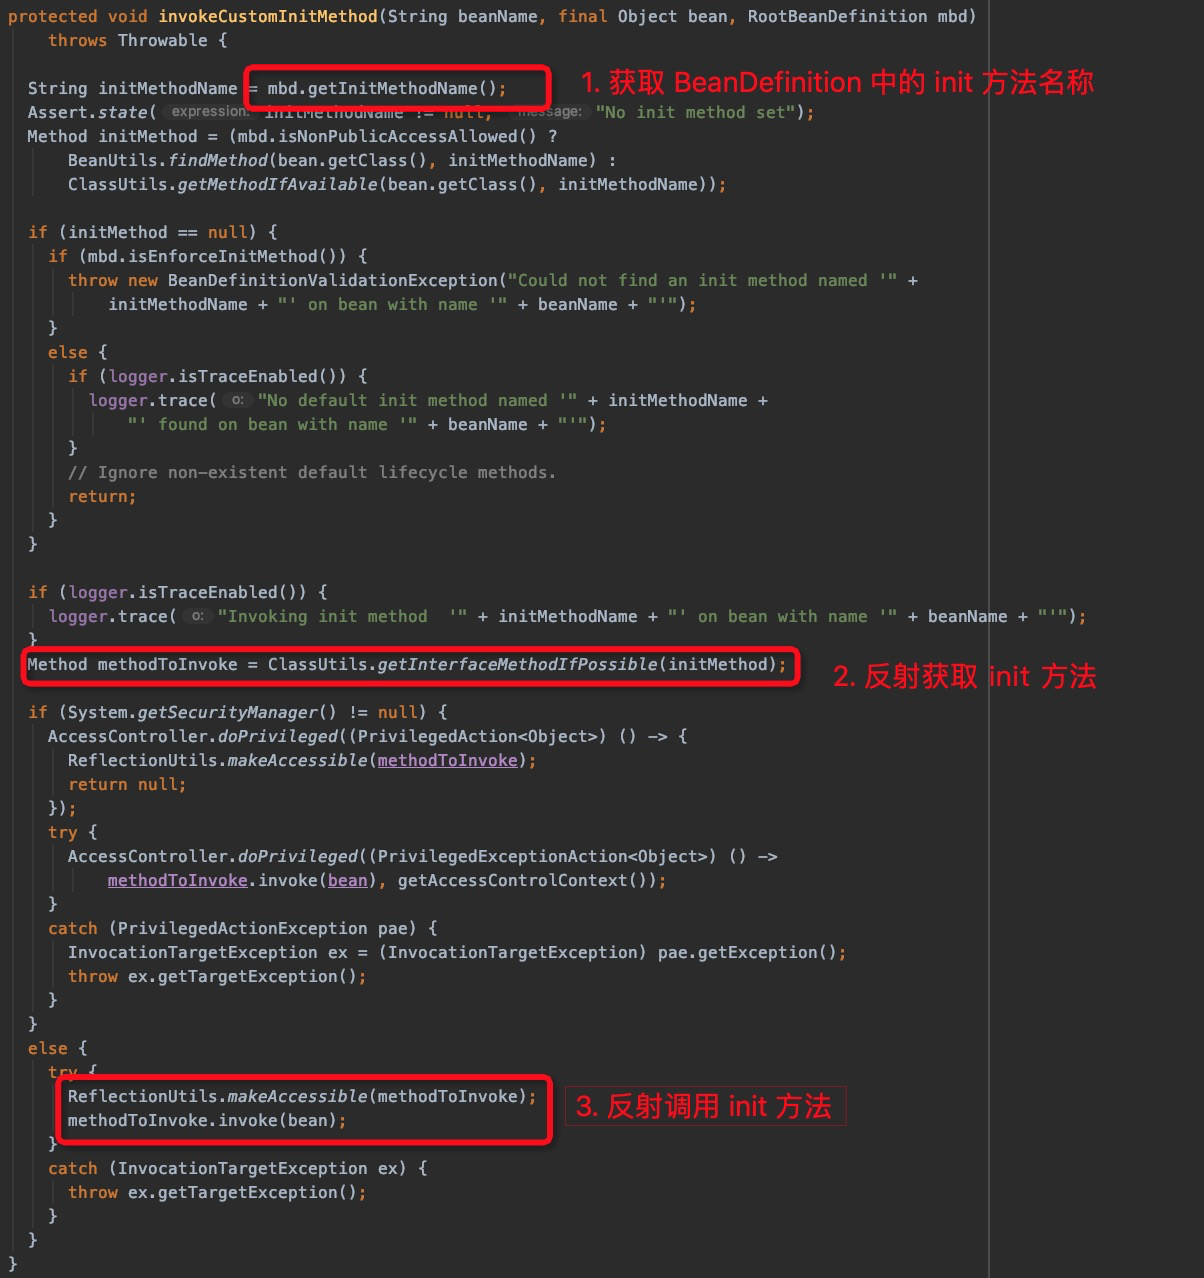 protected void invokeCustomInitMethod(String beanName, final Object bean, RootBeanDefinition mbd)
throws Throwable {
String initMethodName = mbd.getInitMethodName();
1. 获取 BeanDefinition 中的 init 方法名称
Assert.state( expression: initMethodName != null, message: "No init method set");
Method initMethod = (mbd.isNonPublicAccessAllowed() ?
BeanUtils.findMethod(bean.getClass(), initMethodName) :
ClassUtils.getMethodIfAvailable(bean.getClass(), initMethodName));
if (initMethod == null) {
if (mbd.isEnforceInitMethod()) {
throw new BeanDefinitionValidationException("Could not find an init method named '" +
initMethodName + "' on bean with name '" + beanName + "'");
}
else {
if (logger.isTraceEnabled()) {
logger.trace( o: "No default init method named '" + initMethodName +
"' found on bean with name '" + beanName + "'");
}
// Ignore non-existent default lifecycle methods.
return;
}
}
if (logger.isTraceEnabled()) {
logger.trace( o: "Invoking init method  '" + initMethodName + "' on bean with name '" + beanName + "'");
}
Method methodToInvoke = ClassUtils.getInterfaceMethodIfPossible(initMethod);
2. 反射获取 init 方法
if (System.getSecurityManager() != null) {
AccessController.doPrivileged((PrivilegedAction<Object>) () -> {
ReflectionUtils.makeAccessible(methodToInvoke);
return null;
});
try {
AccessController.doPrivileged((PrivilegedExceptionAction<Object>) () ->
methodToInvoke.invoke(bean), getAccessControlContext());
}
catch (PrivilegedActionException pae) {
InvocationTargetException ex = (InvocationTargetException) pae.getException();
throw ex.getTargetException();
}
}
else {
try {
ReflectionUtils.makeAccessible(methodToInvoke);
methodToInvoke.invoke(bean);
3. 反射调用 init 方法
}
catch (InvocationTargetException ex) {
throw ex.getTargetException();
}
}
}